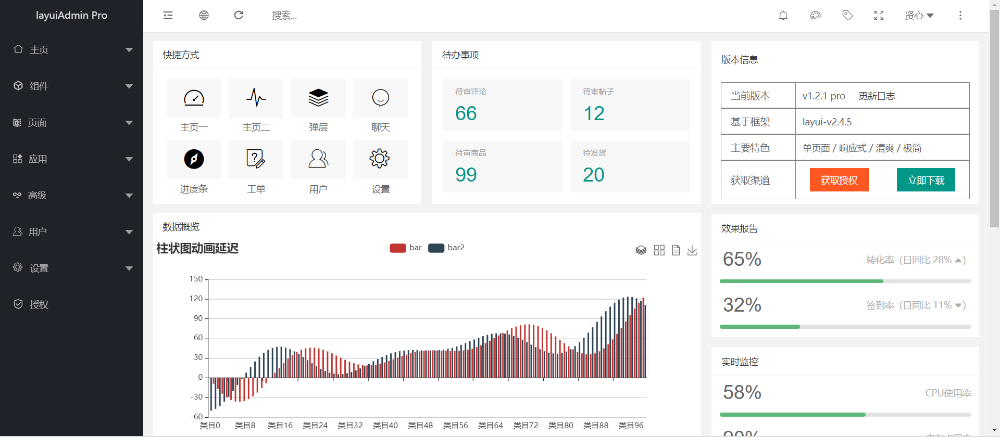 layuiAdmin Pro
搜索...
贤心
主页
组件
页面
应用
高级
用户
设置
授权
快捷方式
主页一
主页二
弹层
聊天
进度条
工单
用户
设置
待办事项
待审评论
66
待审帖子
12
待审商品
99
待发货
20
版本信息
当前版本 v1.2.1 pro 更新日志
基于框架 layui-v2.4.5
主要特色 单页面 / 响应式 / 清爽 / 极简
获取渠道 获取授权 立即下载
数据概览
柱状图动画延迟
bar bar2
150
120
90
60
30
0
-30
-60
类目0 类目8 类目16 类目24 类目32 类目40 类目48 类目56 类目64 类目72 类目80 类目88 类目96
效果报告
65% 转化率（日同比 28% ）
32% 签到率（日同比 11% ）
实时监控
58% CPU使用率